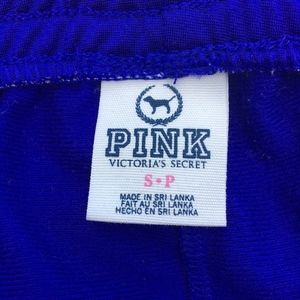 PINK
VICTORIA'S SECRET
S•P
MADE IN SRI LANKA
FAIT AU SRI LANKA
HECHO EN SRI LANKA